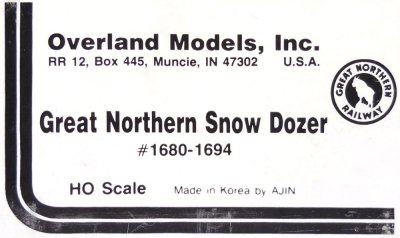 Overland Models, Inc.
RR 12, Box 445, Muncie, IN 47302 U.S.A.
GREAT NORTHERN
RAILWAY
Great Northern Snow Dozer
#1680-1694
HO Scale Made in Korea by AJIN